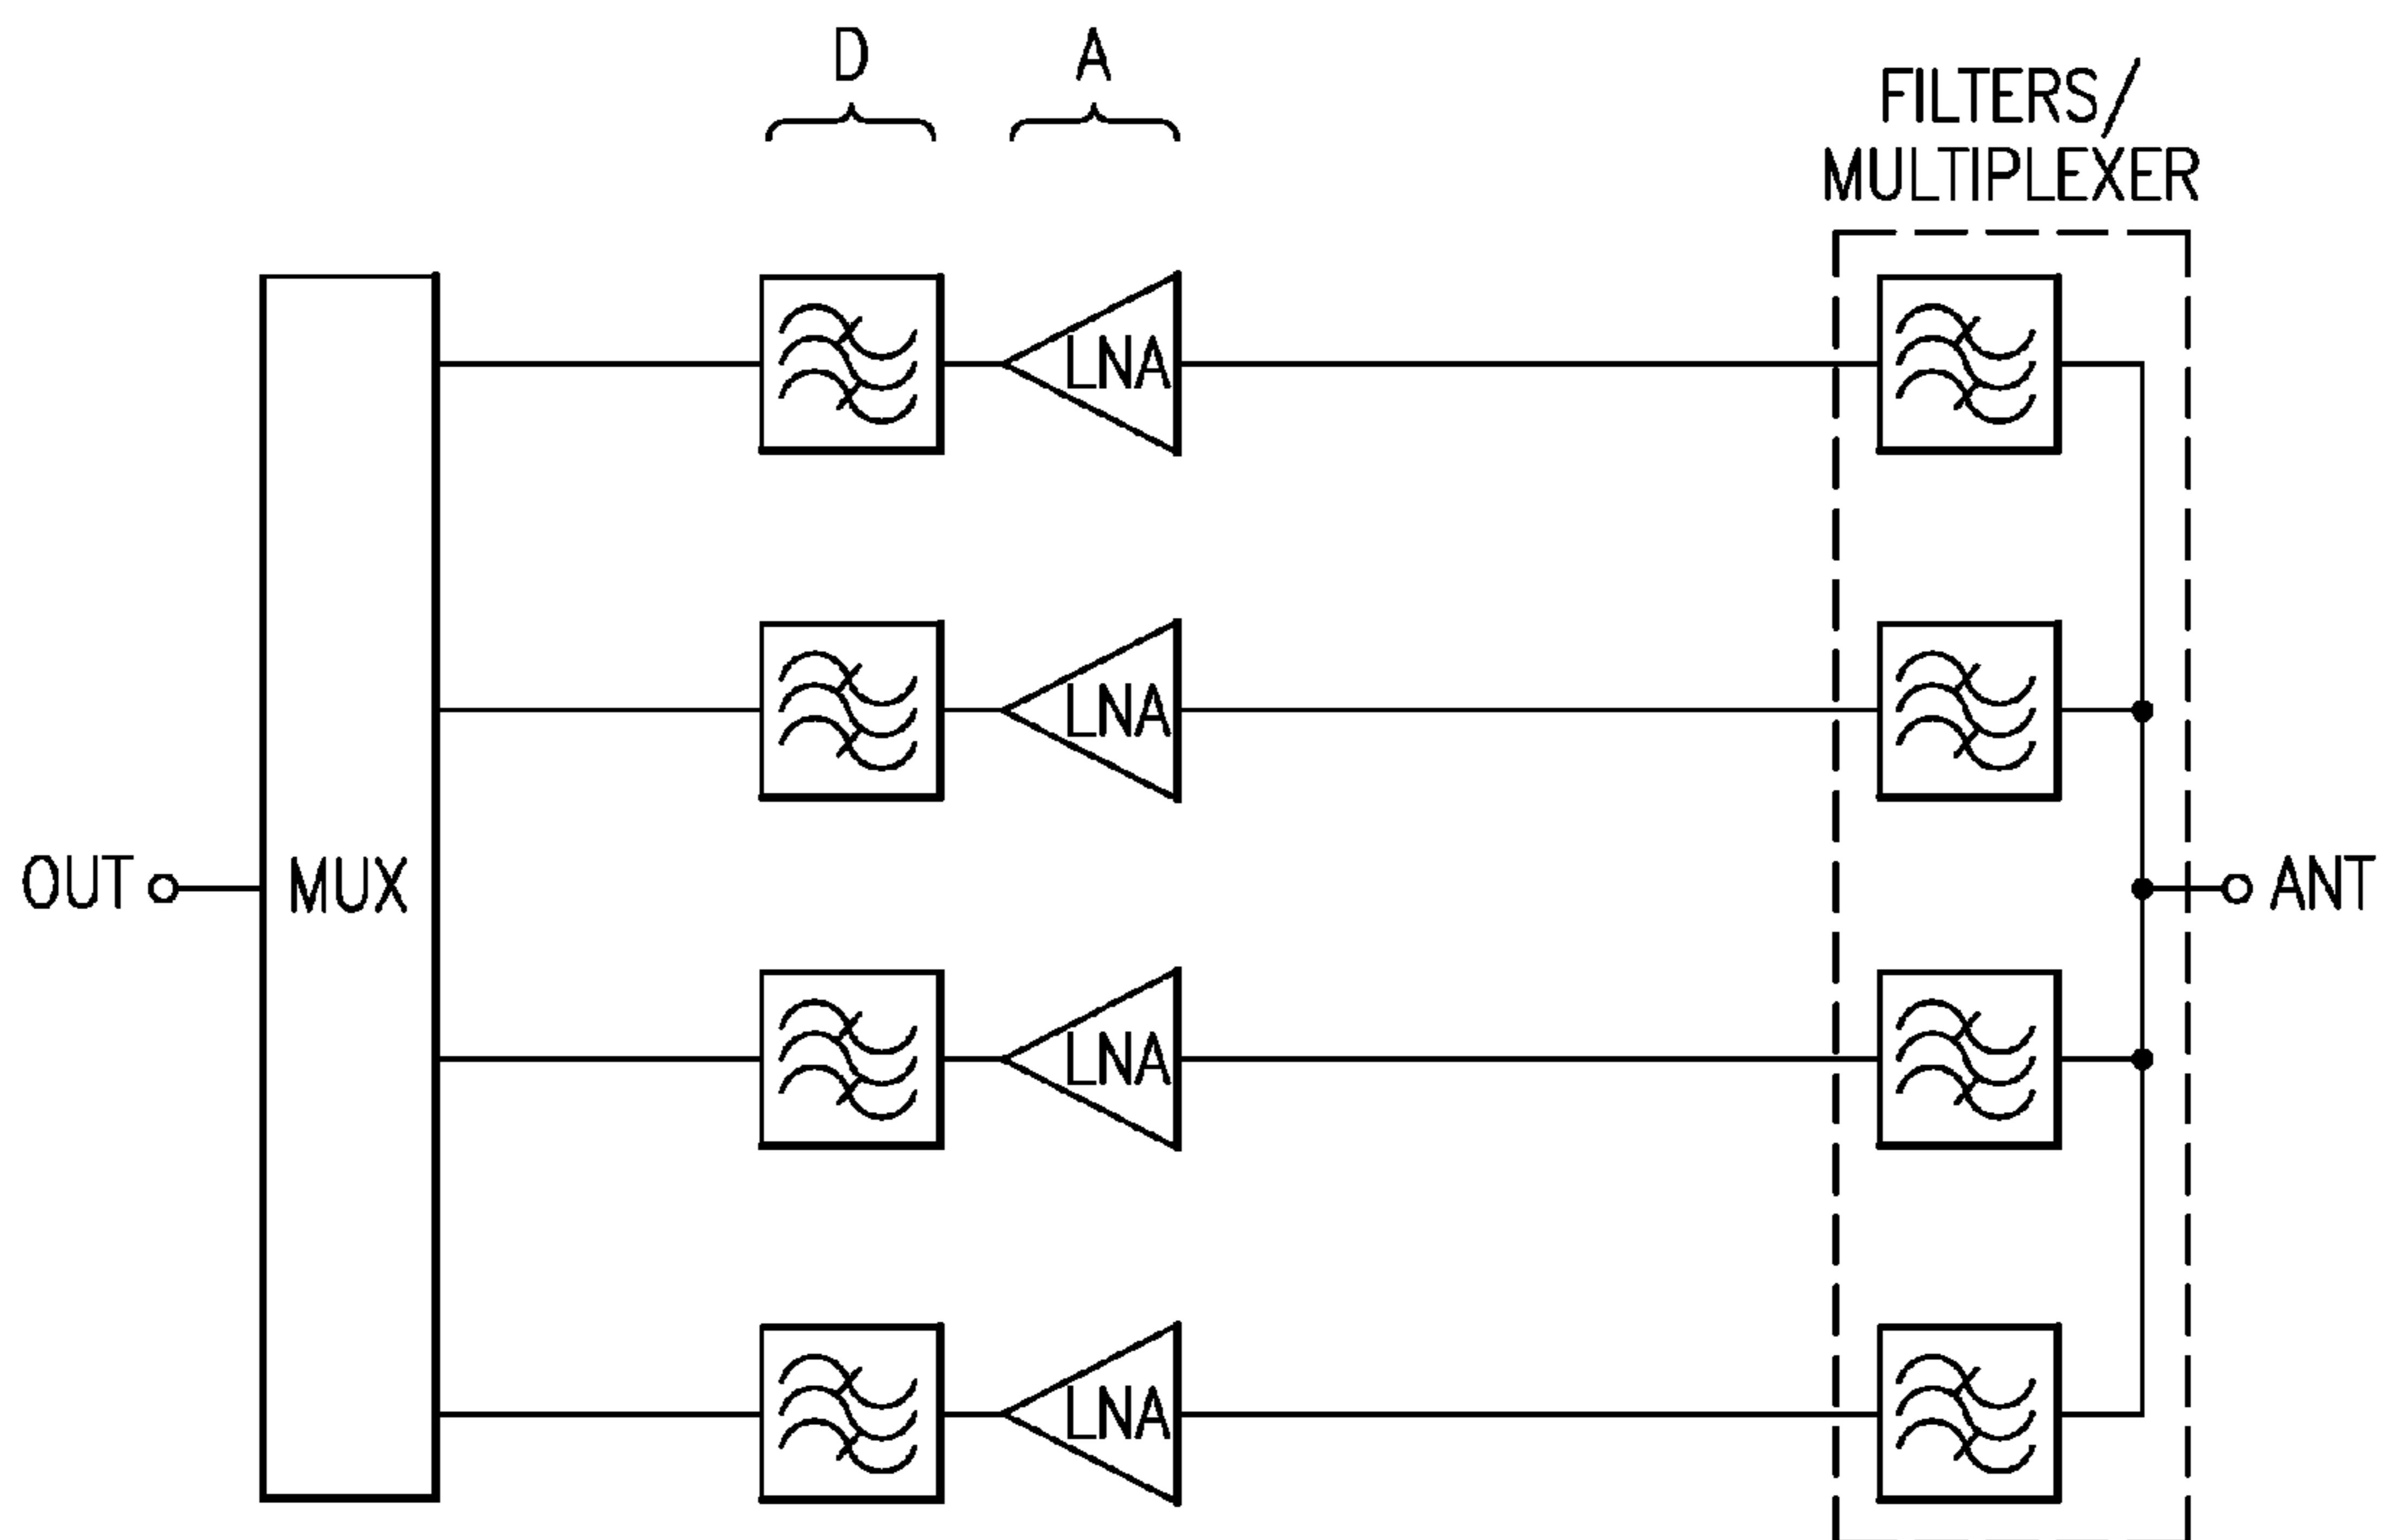 D
A
FILTERS/
MULTIPLEXER
LNA
LNA
OUT
MUX
ANT
LNA
LNA